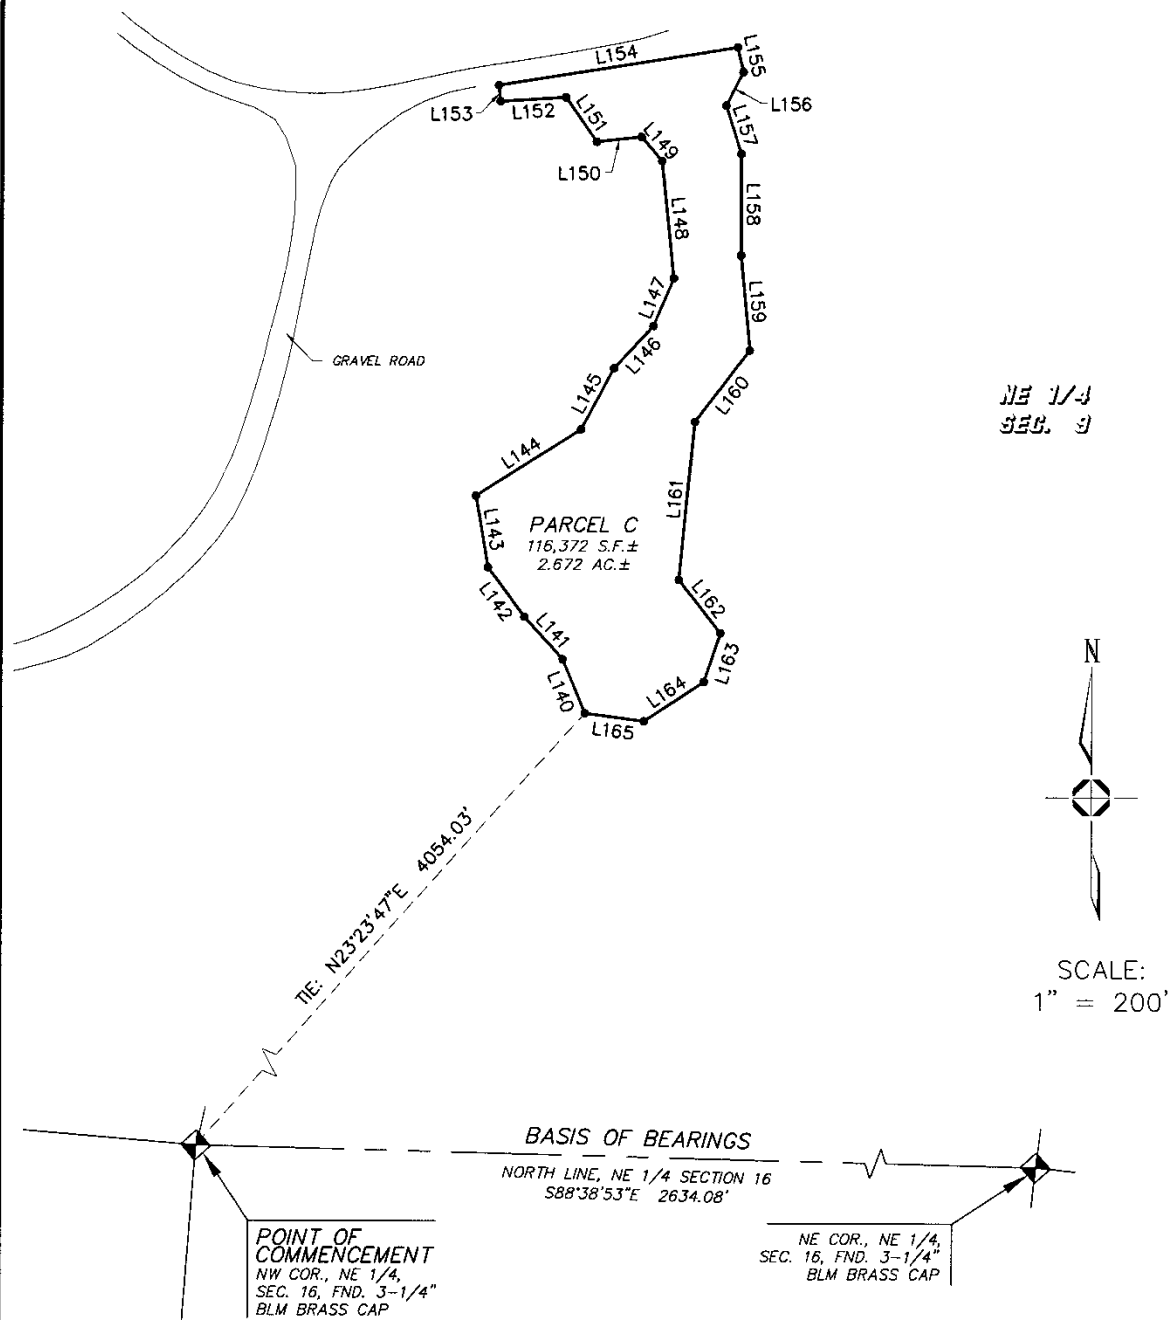 L154
L155
L156
L153
L152
L151
L149
L157
L150
L158
L148
L147
L159
L146
GRAVEL ROAD
L160
L145
NE 1/4
SEC. 9
L144
L161
PARCEL C
116,372 S.F.±
2.672 AC.±
L143
L142
L162
L141
L163
L140
L164
L165
N
TIE: N23°23'47"E 4054.03'
SCALE:
1" = 200'
BASIS OF BEARINGS
NORTH LINE, NE 1/4 SECTION 16
S88°38'53"E 2634.08'
POINT OF
COMMENCEMENT
NW COR., NE 1/4,
SEC. 16, FND. 3-1/4"
BLM BRASS CAP
NE COR., NE 1/4,
SEC. 16, FND. 3-1/4"
BLM BRASS CAP